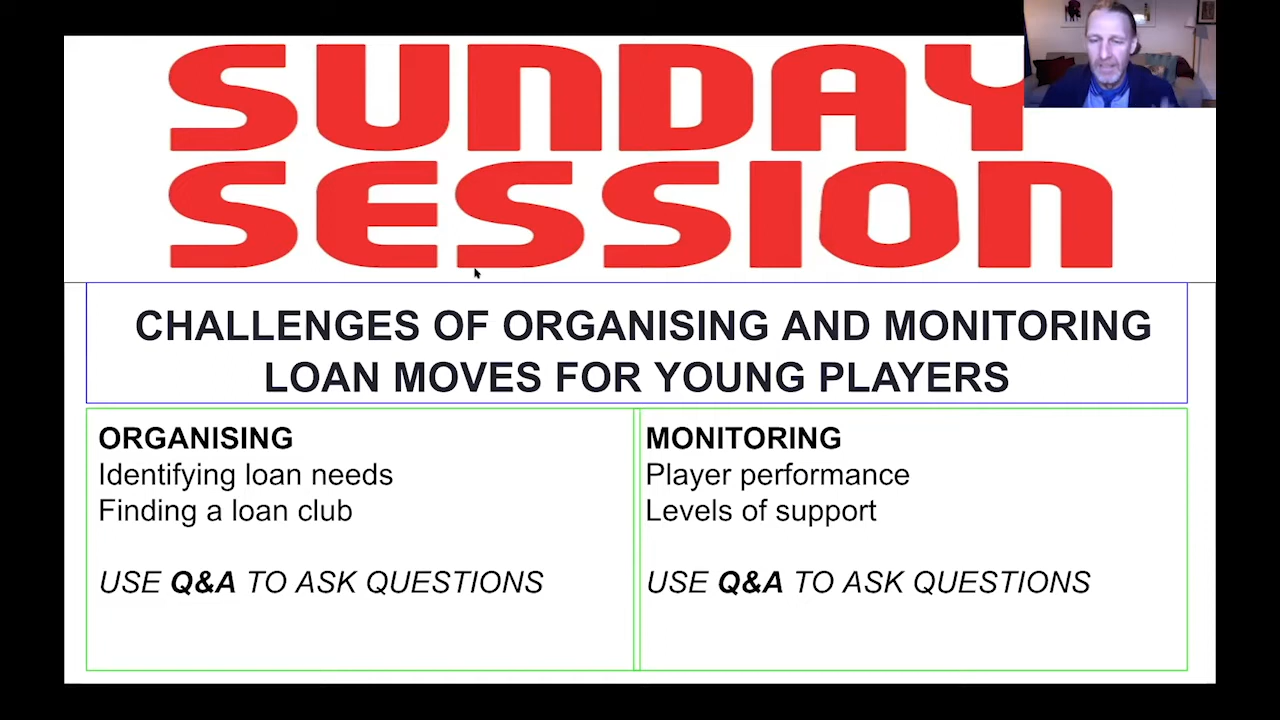 SUNDAY
SESSION
CHALLENGES OF ORGANISING AND MONITORING
LOAN MOVES FOR YOUNG PLAYERS
ORGANISING
Identifying loan needs
Finding a loan club
USE Q&A TO ASK QUESTIONS
MONITORING
Player performance
Levels of support
USE Q&A TO ASK QUESTIONS